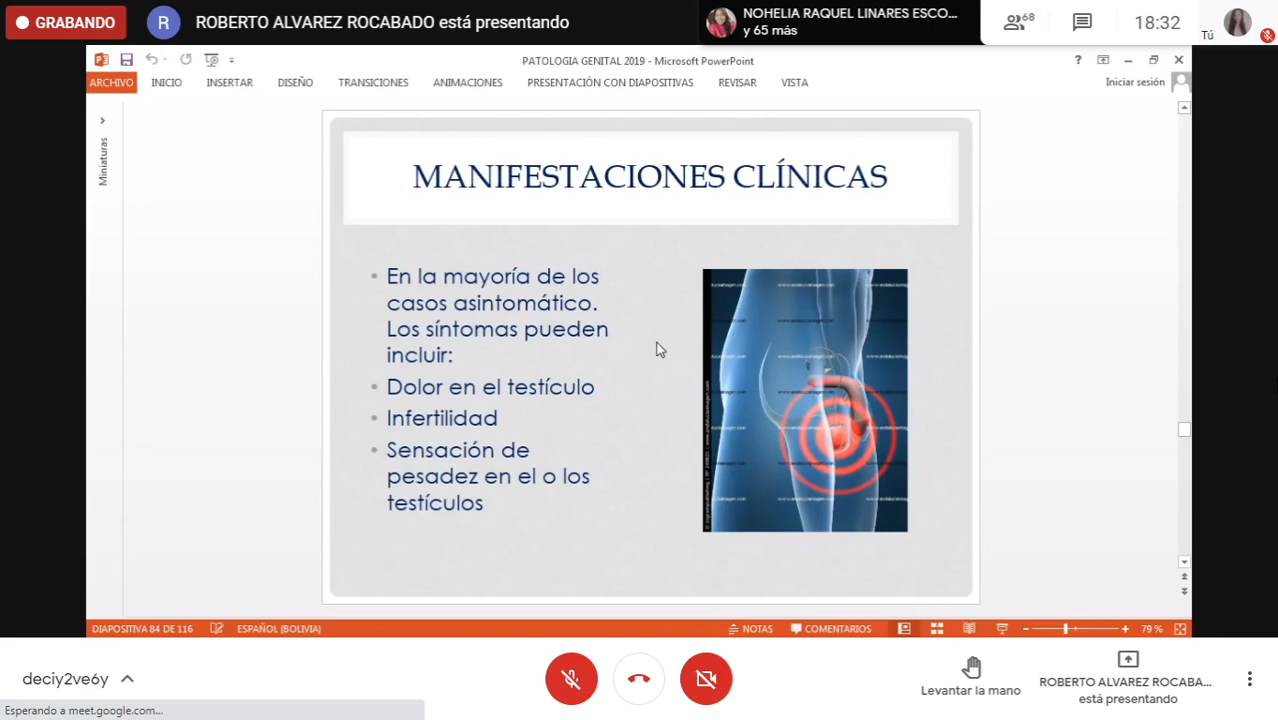 GRABANDO
R
ROBERTO ALVAREZ ROCABADO está presentando
NOHELIA RAQUEL LINARES ESCO...
y 65 más
68
18:32
Tú
PATOLOGIA GENITAL 2019 - Microsoft PowerPoint
ARCHIVO INICIO INSERTAR DISEÑO TRANSICIONES ANIMACIONES PRESENTACIÓN CON DIAPOSITIVAS REVISAR VISTA
Iniciar sesión
Miniaturas
MANIFESTACIONES CLÍNICAS
• En la mayoría de los
casos asintomático.
Los síntomas pueden
incluir:
• Dolor en el testículo
• Infertilidad
• Sensación de
pesadez en el o los
testículos
DIAPOSITIVA 84 DE 116
ESPAÑOL (BOLIVIA)
NOTAS
COMENTARIOS
79 %
deciy2ve6y
Levantar la mano
ROBERTO ALVAREZ ROCABA...
está presentando
Esperando a meet.google.com...